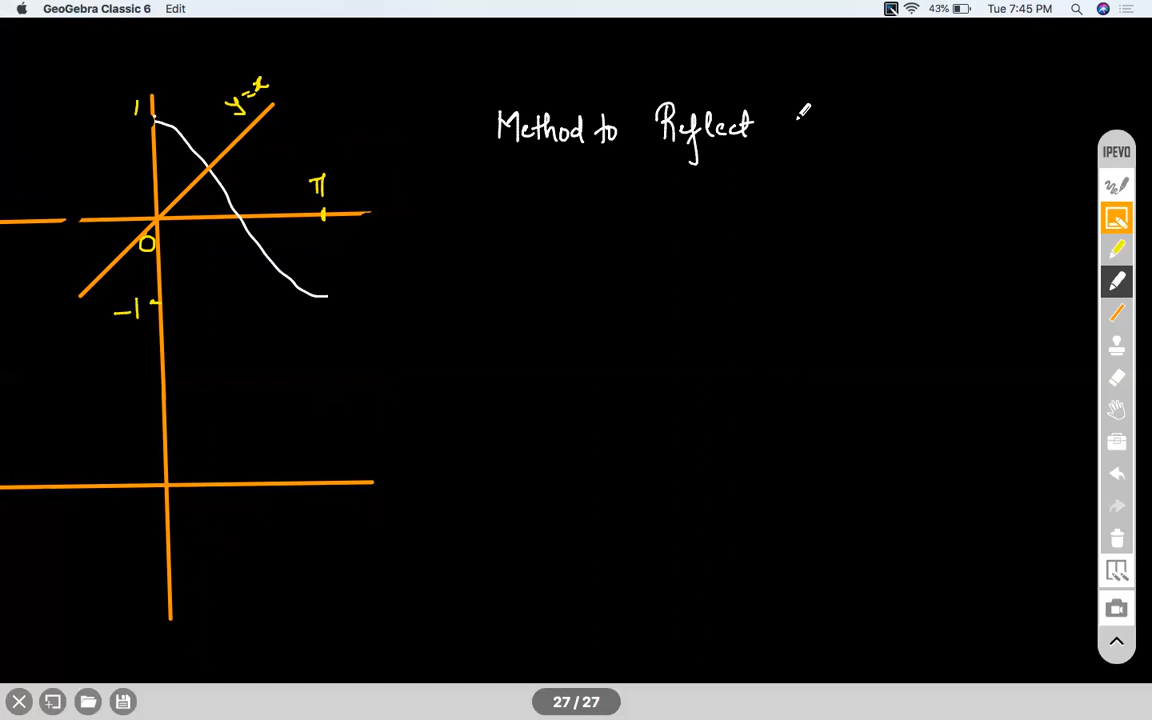 GeoGebra Classic 6 Edit 43% Tue 7:45 PM
y=x
1
Method to Reflect
IPEVO
π
0
-1
27 / 27